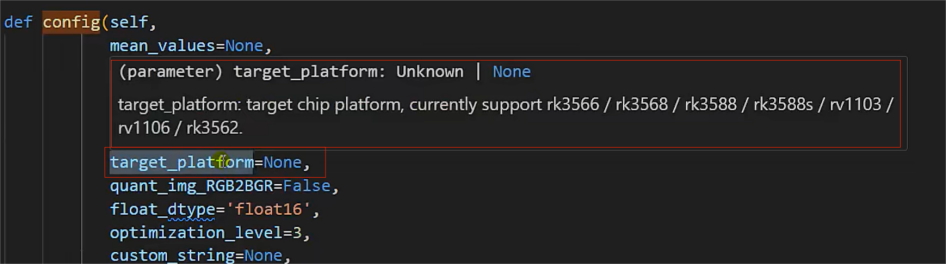 def config(self,
mean_values=None,
(parameter) target_platform: Unknown | None
target_platform: target chip platform, currently support rk3566 / rk3568 / rk3588 / rk3588s / rv1103 /
rv1106 / rk3562.
target_platform=None,
quant_img_RGB2BGR=False,
float_dtype='float16',
optimization_level=3,
custom_string=None,